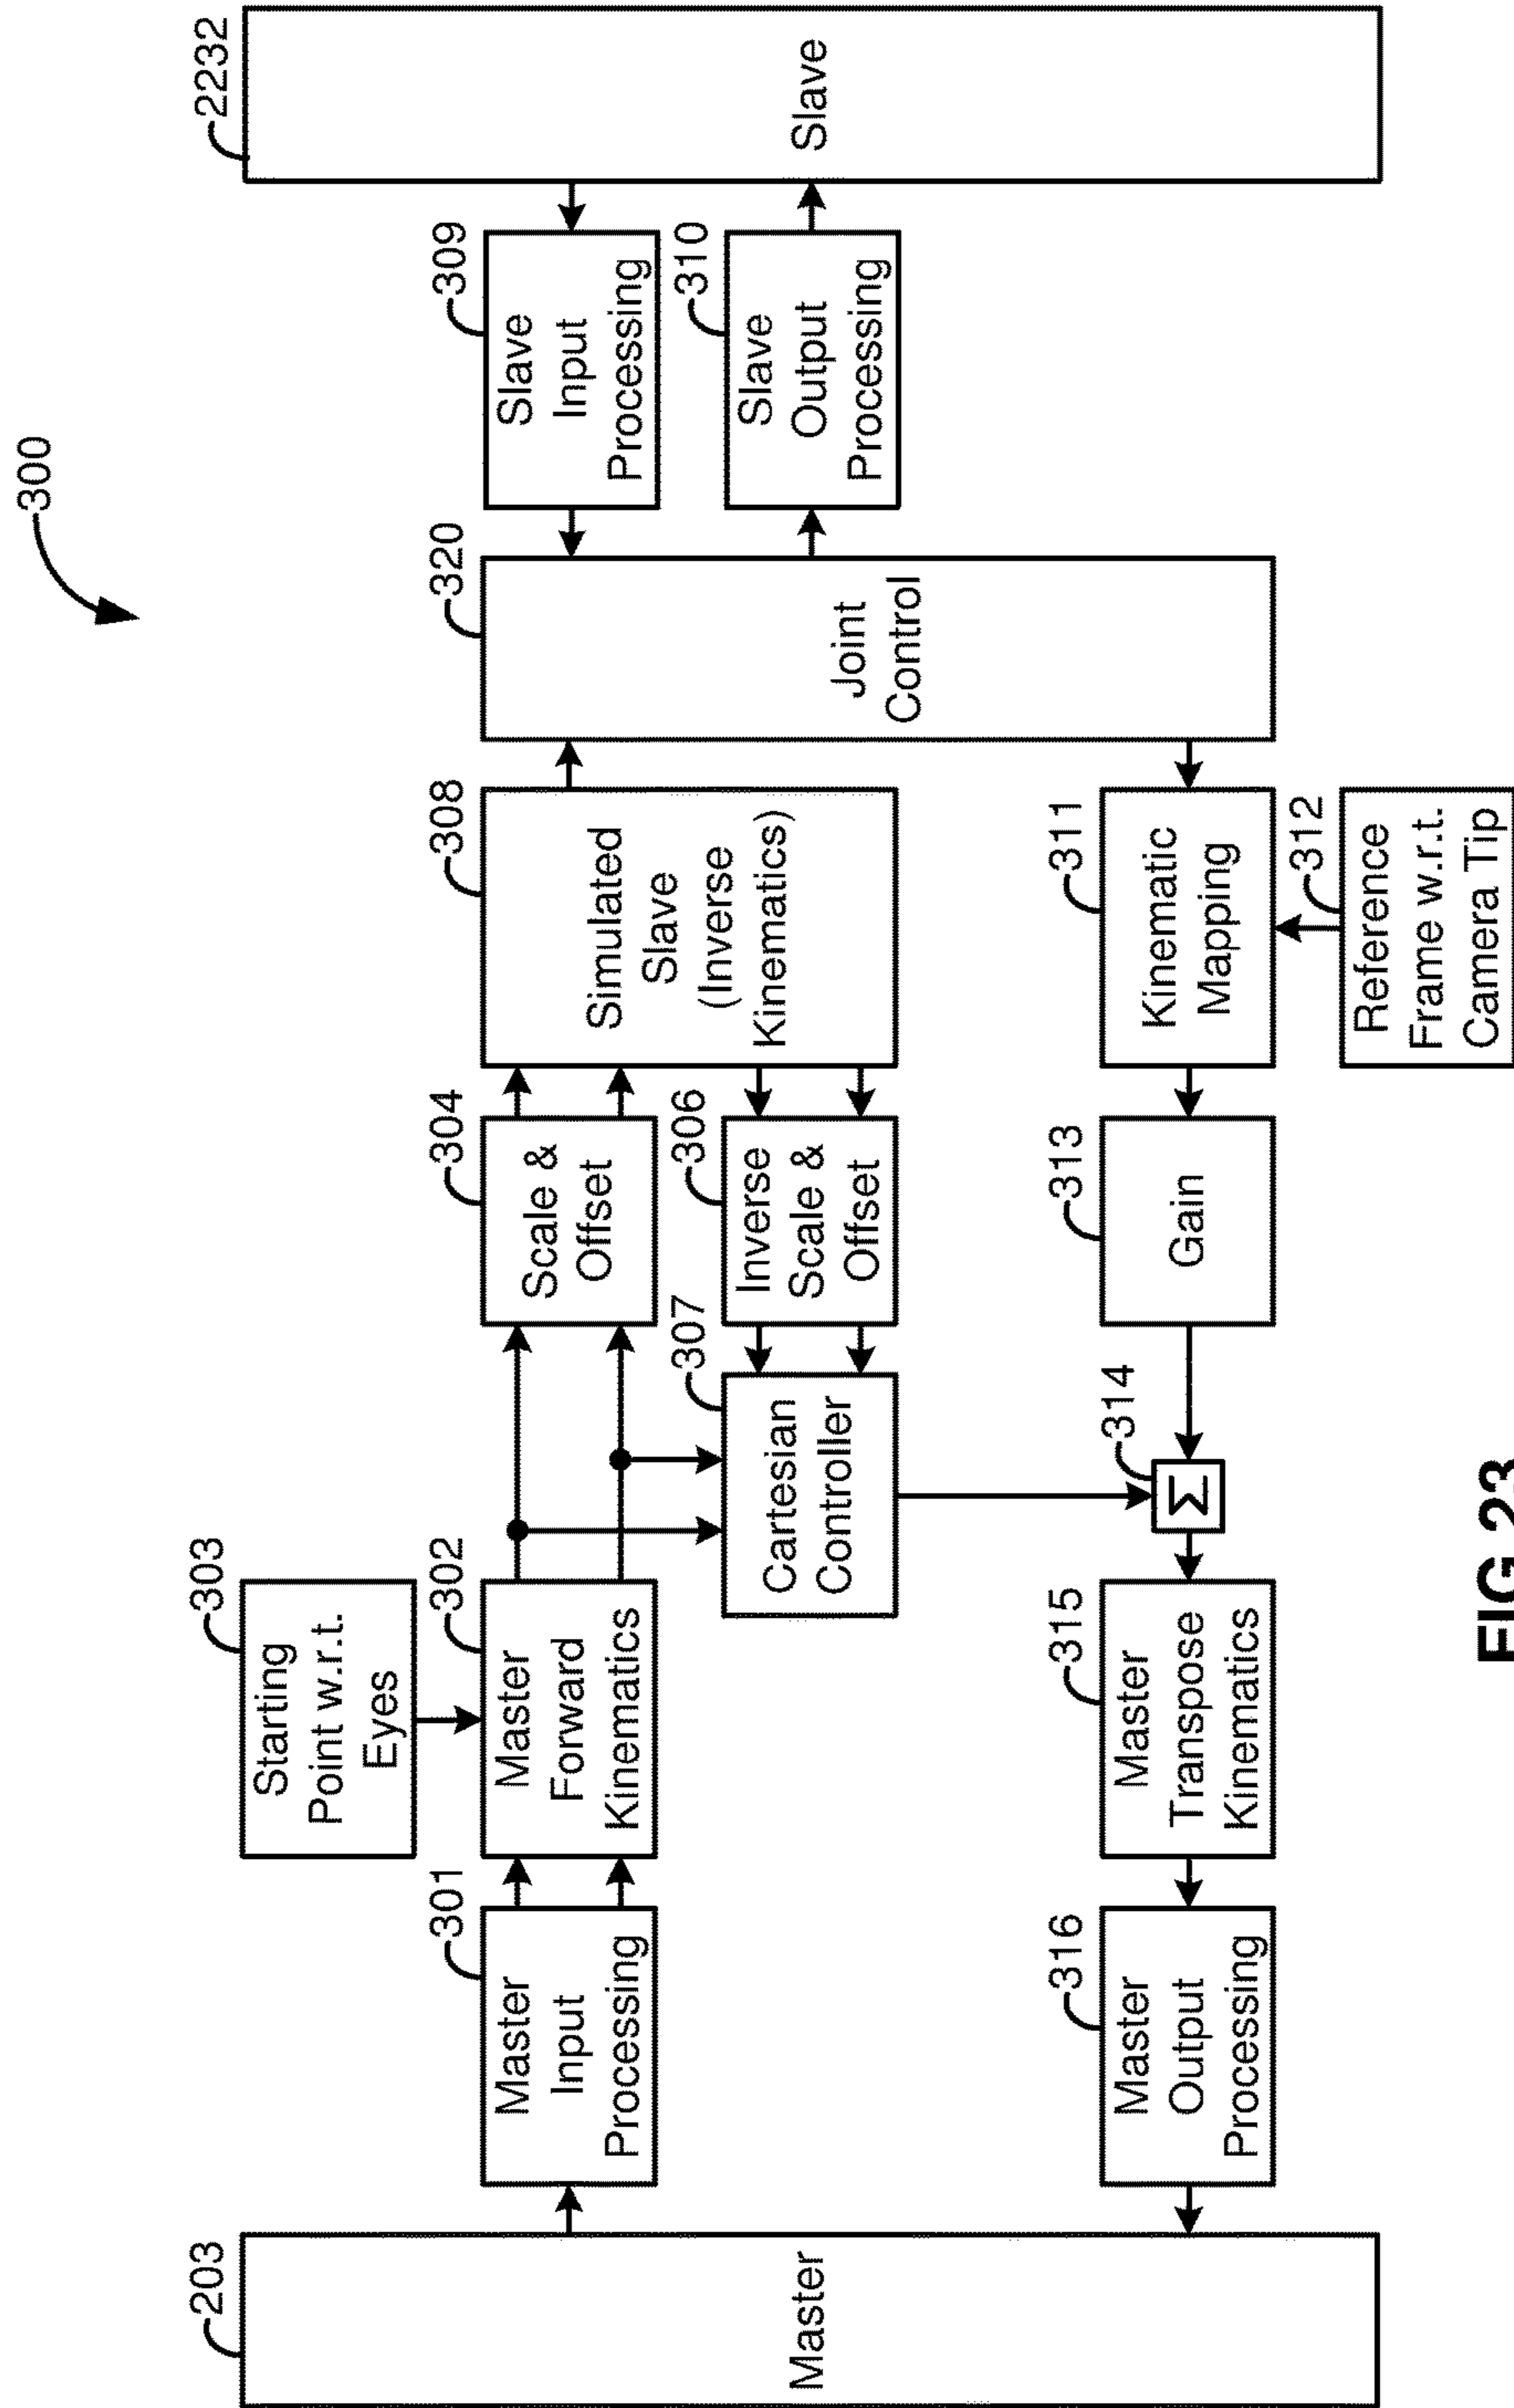 300
203
Master
301
Master
Input
Processing
303
Starting
Point w.r.t.
Eyes
302
Master
Forward
Kinematics
304
Scale &
Offset
306
Inverse
Scale &
Offset
307
Cartesian
Controller
308
Simulated
Slave
(Inverse
Kinematics)
320
Joint
Control
309
Slave
Input
Processing
310
Slave
Output
Processing
2232
Slave
316
Master
Output
Processing
315
Master
Transpose
Kinematics
314
Σ
313
Gain
311
Kinematic
Mapping
312
Reference
Frame w.r.t.
Camera Tip
FIG 23